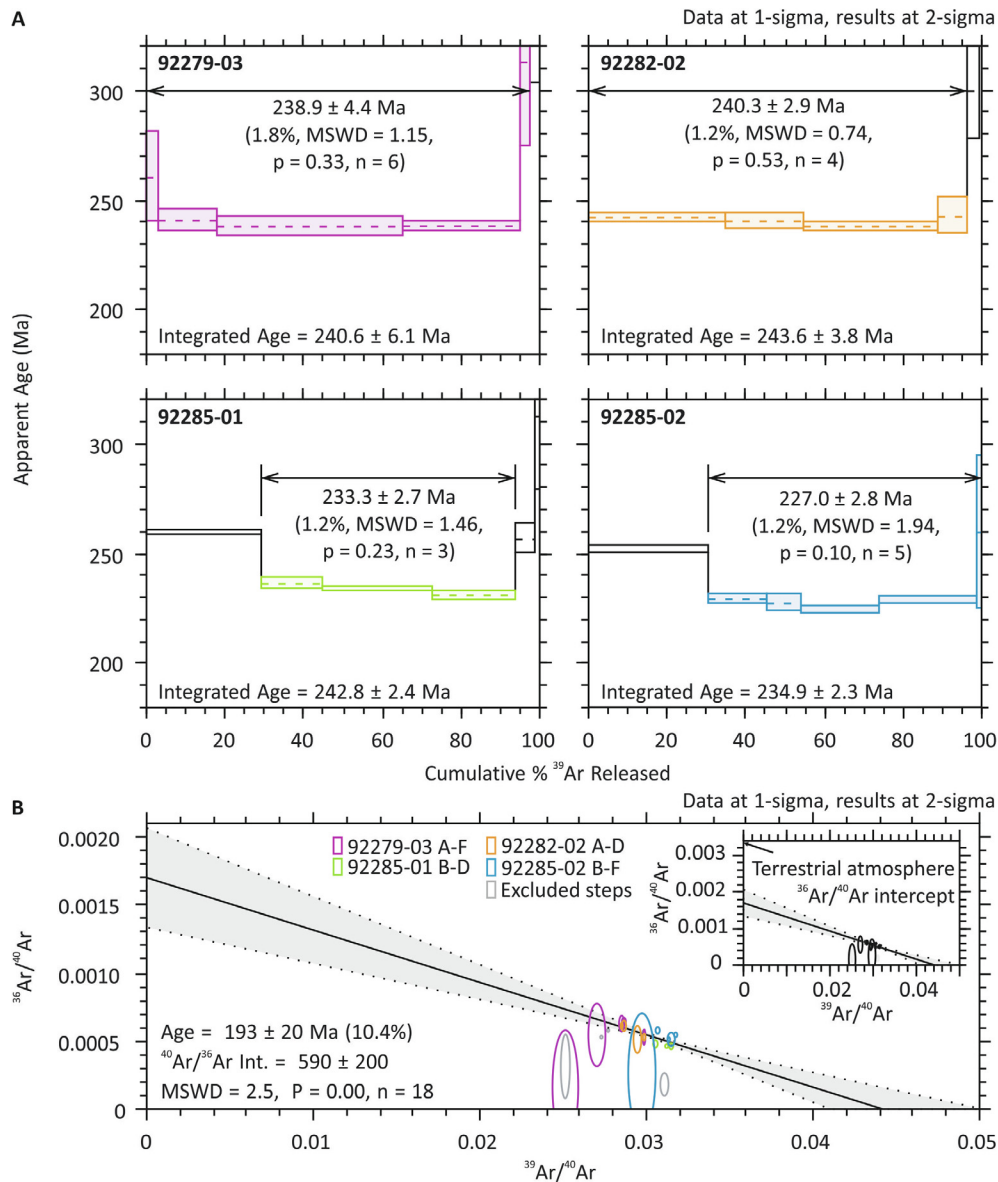 A
Data at 1-sigma, results at 2-sigma
Apparent Age (Ma)
92279-03
300
250
200
238.9 ± 4.4 Ma
(1.8%, MSWD = 1.15,
p = 0.33, n = 6)
Integrated Age = 240.6 ± 6.1 Ma
92282-02
240.3 ± 2.9 Ma
(1.2%, MSWD = 0.74,
p = 0.53, n = 4)
Integrated Age = 243.6 ± 3.8 Ma
92285-01
300
250
200
233.3 ± 2.7 Ma
(1.2%, MSWD = 1.46,
p = 0.23, n = 3)
Integrated Age = 242.8 ± 2.4 Ma
0 20 40 60 80 100
92285-02
227.0 ± 2.8 Ma
(1.2%, MSWD = 1.94,
p = 0.10, n = 5)
Integrated Age = 234.9 ± 2.3 Ma
0 20 40 60 80 100
Cumulative % ³⁹Ar Released
B
Data at 1-sigma, results at 2-sigma
0.0020
0.0015
0.0010
0.0005
0
³⁶Ar/⁴⁰Ar
92279-03 A-F
92282-02 A-D
92285-01 B-D
92285-02 B-F
Excluded steps
Age = 193 ± 20 Ma (10.4%)
⁴⁰Ar/³⁶Ar Int. = 590 ± 200
MSWD = 2.5, P = 0.00, n = 18
0 0.01 0.02 0.03 0.04 0.05
³⁹Ar/⁴⁰Ar
0.003
0.002
0.001
0
³⁶Ar/⁴⁰Ar
Terrestrial atmosphere
³⁶Ar/⁴⁰Ar intercept
0 0.02 0.04
³⁹Ar/⁴⁰Ar